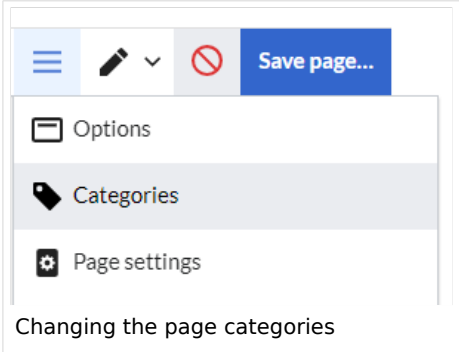 Save page...
Options
Categories
Page settings
Changing the page categories